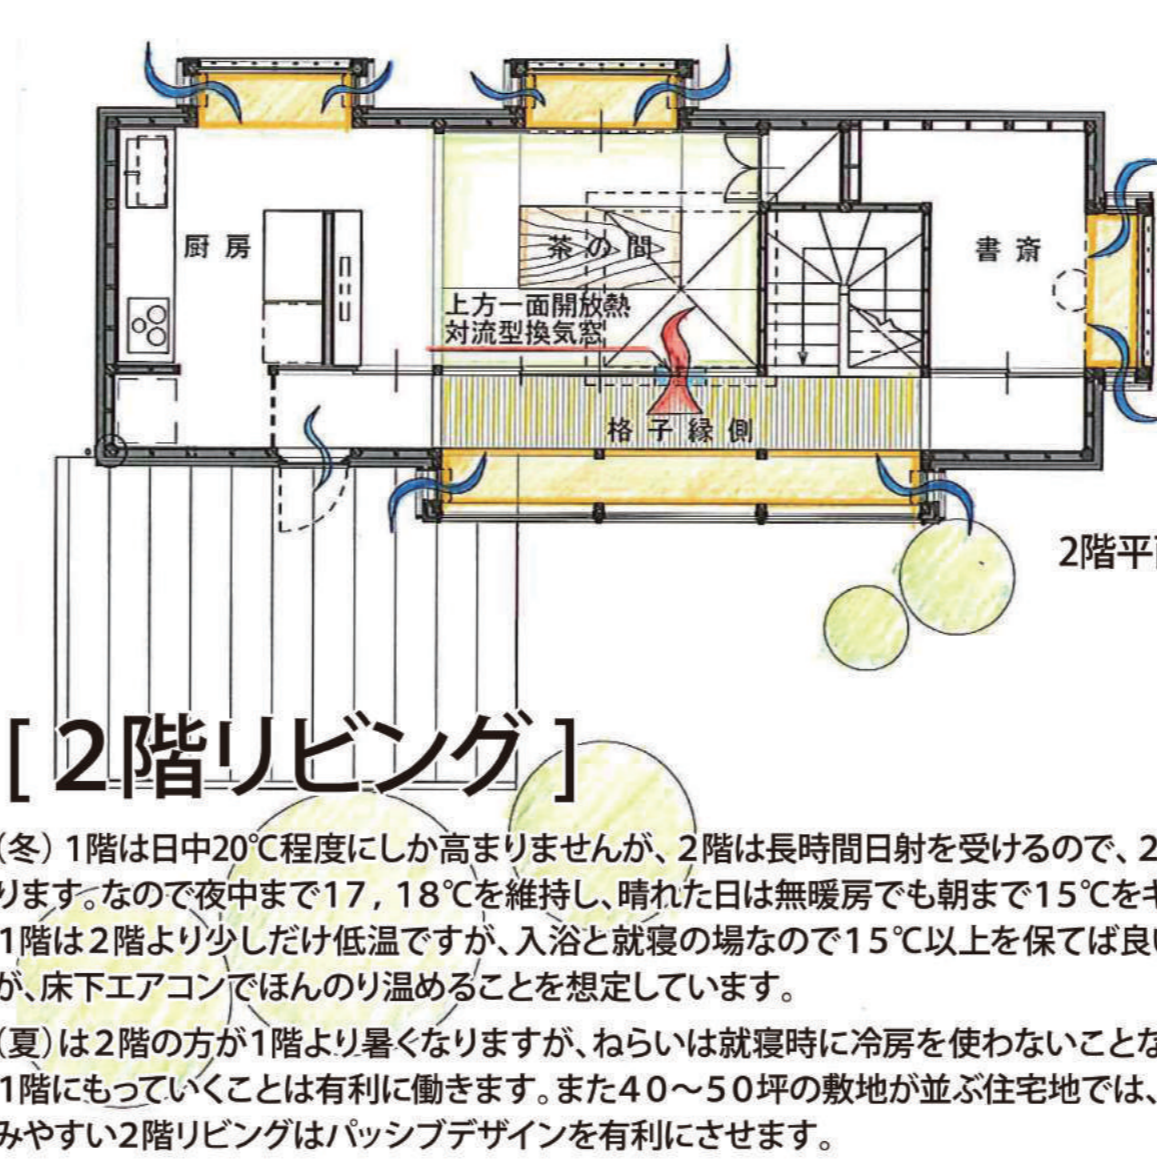 厨房
茶の間
書斎
上方一面開放熱
対流型換気窓
格子縁側
2階平
[2階リビング]
(冬) 1階は日中20℃程度にしか高まりませんが、2階は長時間日射を受けるので、2
ります。なので夜中まで17，18℃を維持し、晴れた日は無暖房でも朝まで15℃をキ
1階は2階より少しだけ低温ですが、入浴と就寝の場なので15℃以上を保てば良い
が、床下エアコンでほんのり温めることを想定しています。
(夏)は2階の方が1階より暑くなりますが、ねらいは就寝時に冷房を使わないことな
1階にもっていくことは有利に働きます。また40～50坪の敷地が並ぶ住宅地では、
みやすい2階リビングはパッシブデザインを有利にさせます。